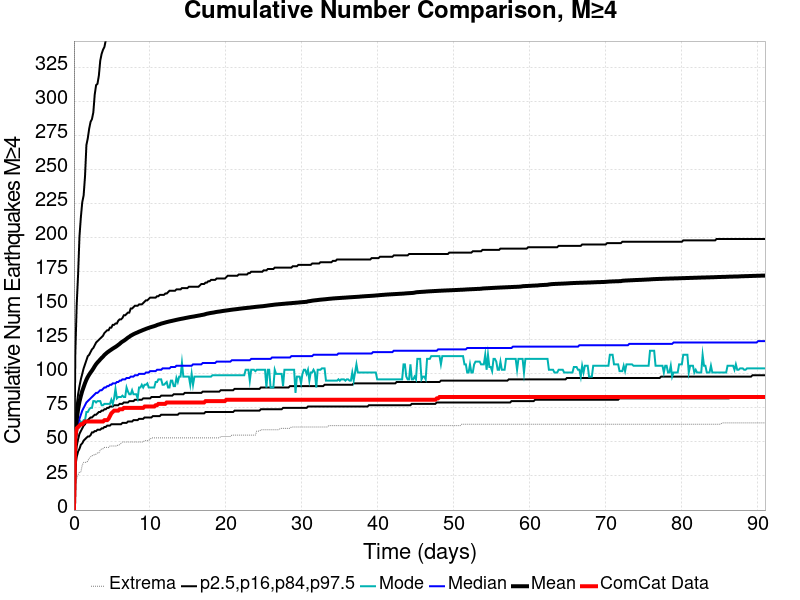 Cumulative Number Comparison, M≥4
Cumulative Num Earthquakes M≥4
325
300
275
250
225
200
175
150
125
100
75
50
25
0
0 10 20 30 40 50 60 70 80 90
Time (days)
Extrema p2.5,p16,p84,p97.5 Mode Median Mean ComCat Data